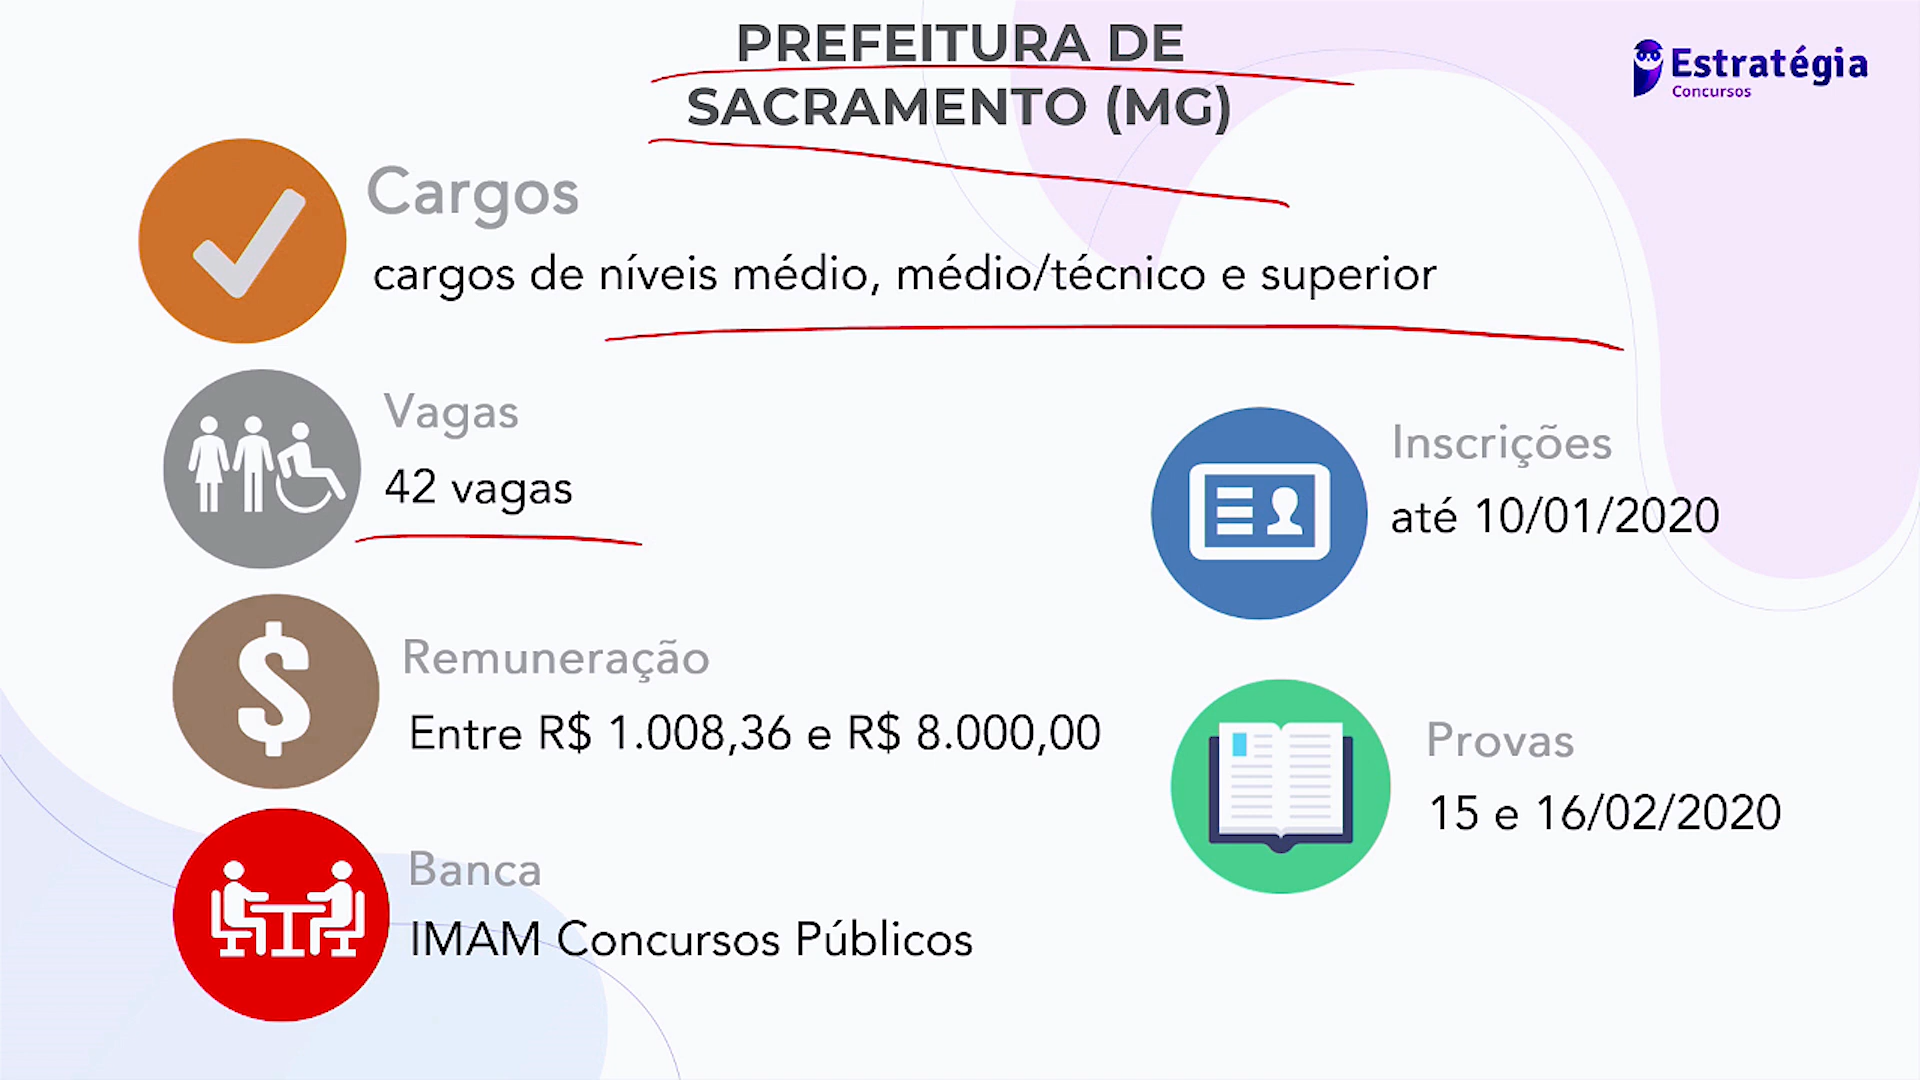 PREFEITURA DE
SACRAMENTO (MG)
Estratégia
Concursos
Cargos
cargos de níveis médio, médio/técnico e superior
Vagas
42 vagas
Inscrições
até 10/01/2020
Remuneração
Entre R$ 1.008,36 e R$ 8.000,00
Provas
15 e 16/02/2020
Banca
IMAM Concursos Públicos